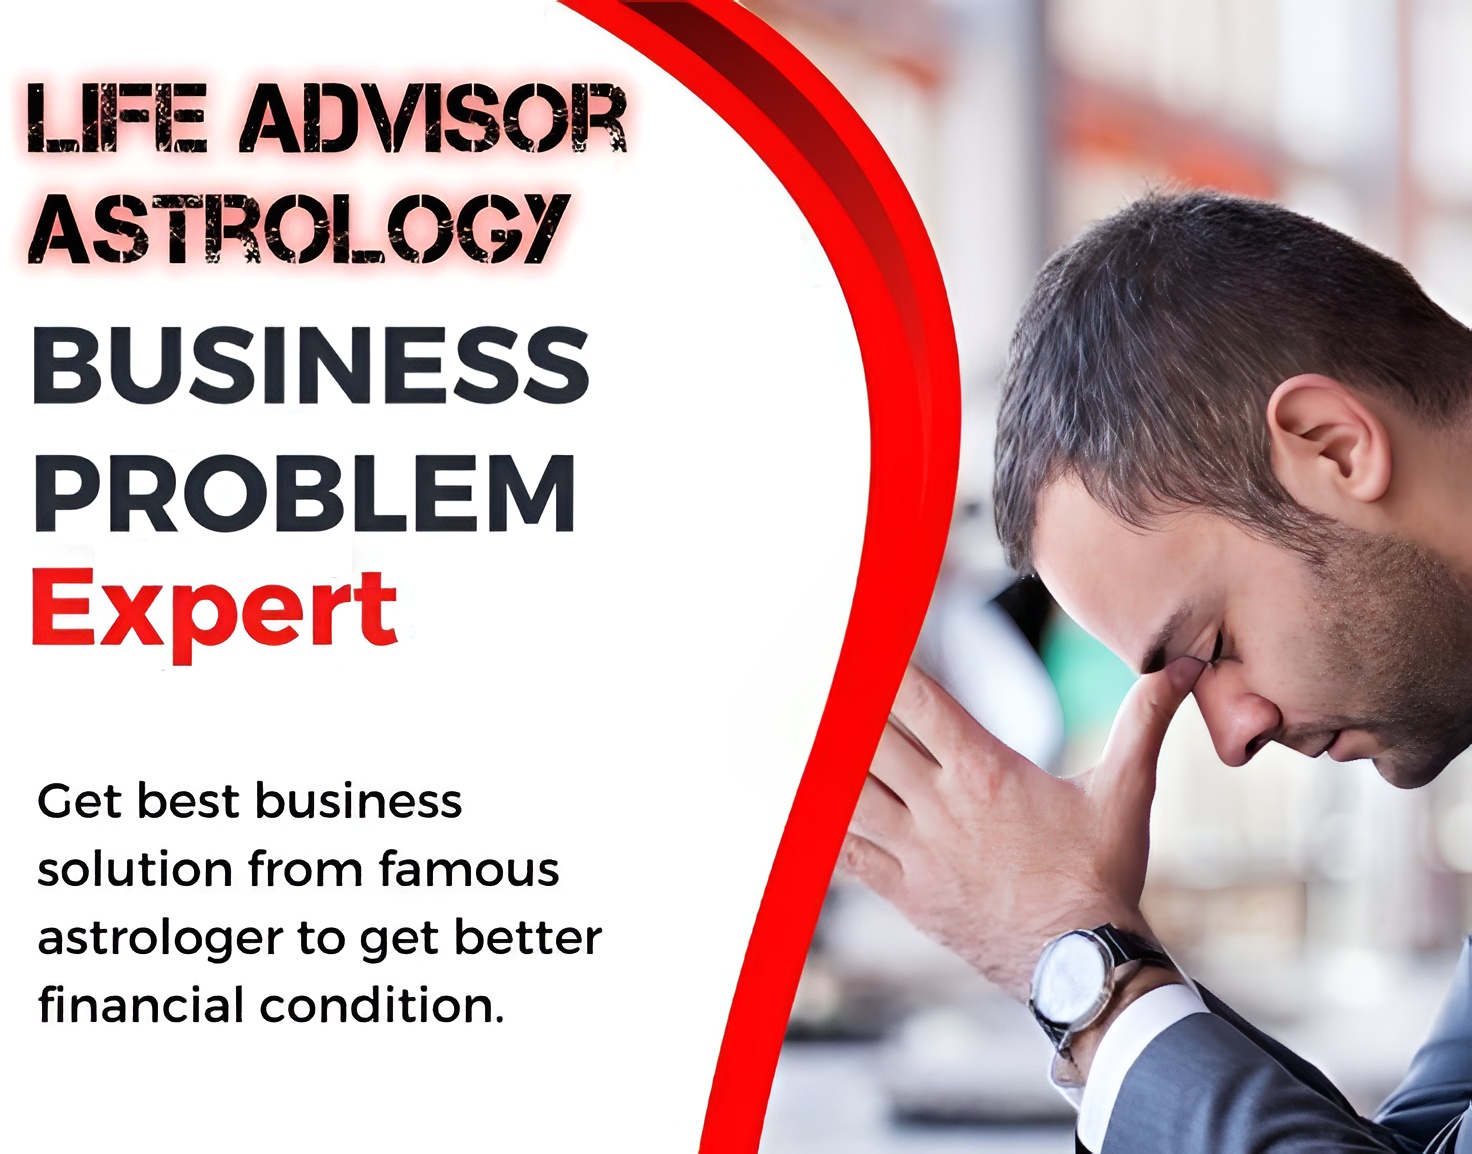 LIFE ADVISOR
ASTROLOGY
BUSINESS
PROBLEM
Expert
Get best business
solution from famous
astrologer to get better
financial condition.